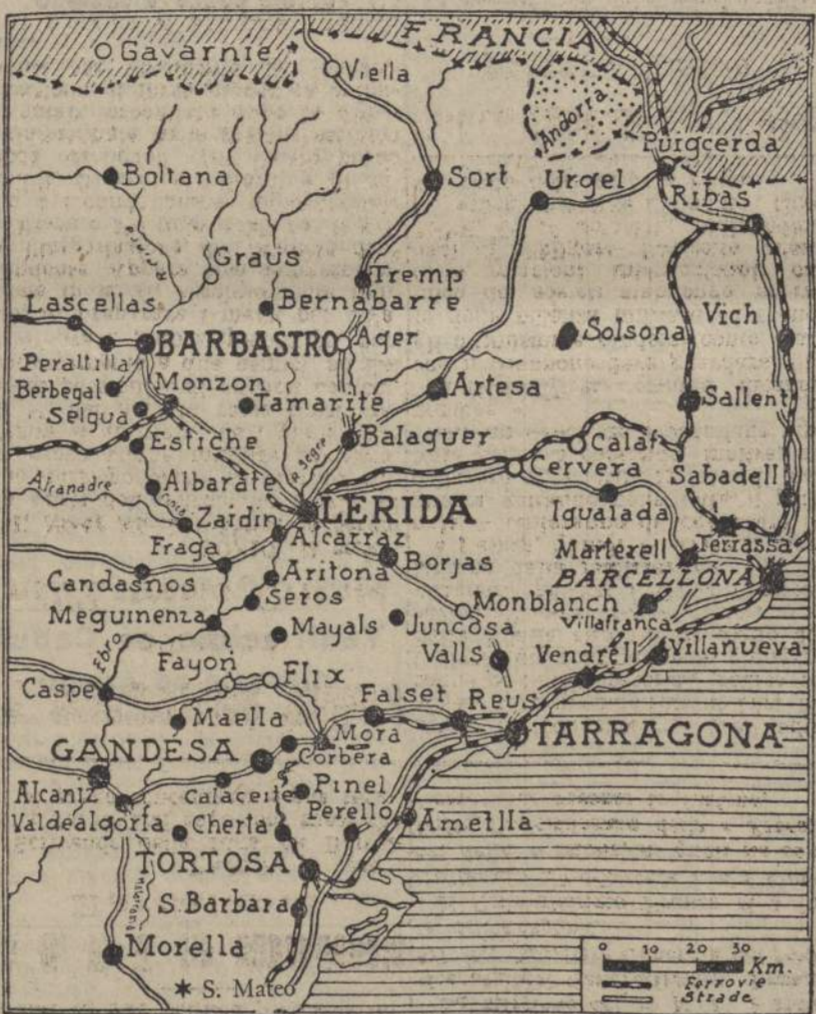 FRANCIA
Gavarnie
Viella
Andorra
Puigcerda
Boltana
Sort
Urgel
Ribas
Graus
Tremp
Bernabarre
Lascellas
Vich
Solsona
BARBASTRO
Ager
Peraltilla
Berbegal
Monzon
Artesa
Selgua
Tamarite
Sallent
Estiche
Balaguer
Calaf
R. Segre
Cervera
Alcanadre
Albarate
Sabadell
Cinca
LERIDA
Igualada
Zaidin
Alcarraz
Fraga
Terrassa
Martexell
Candasnos
Borjas
BARCELLONA
Aritona
Seros
Monblanch
Meguinenza
Villafranca
Mayals
Juncosa
Ebro
Valls
Vendrell
Villanueva
Fayon
Flix
Caspe
Falset
Reus
Maella
Mora
TARRAGONA
GANDESA
Corbera
Alcaniz
Calaceite
Pinel
Perello
Valdealgorfa
Cherta
Ametlla
TORTOSA
S. Barbara
Morella
S. Mateo
0 10 20 30
Km.
Ferrovie
Strade